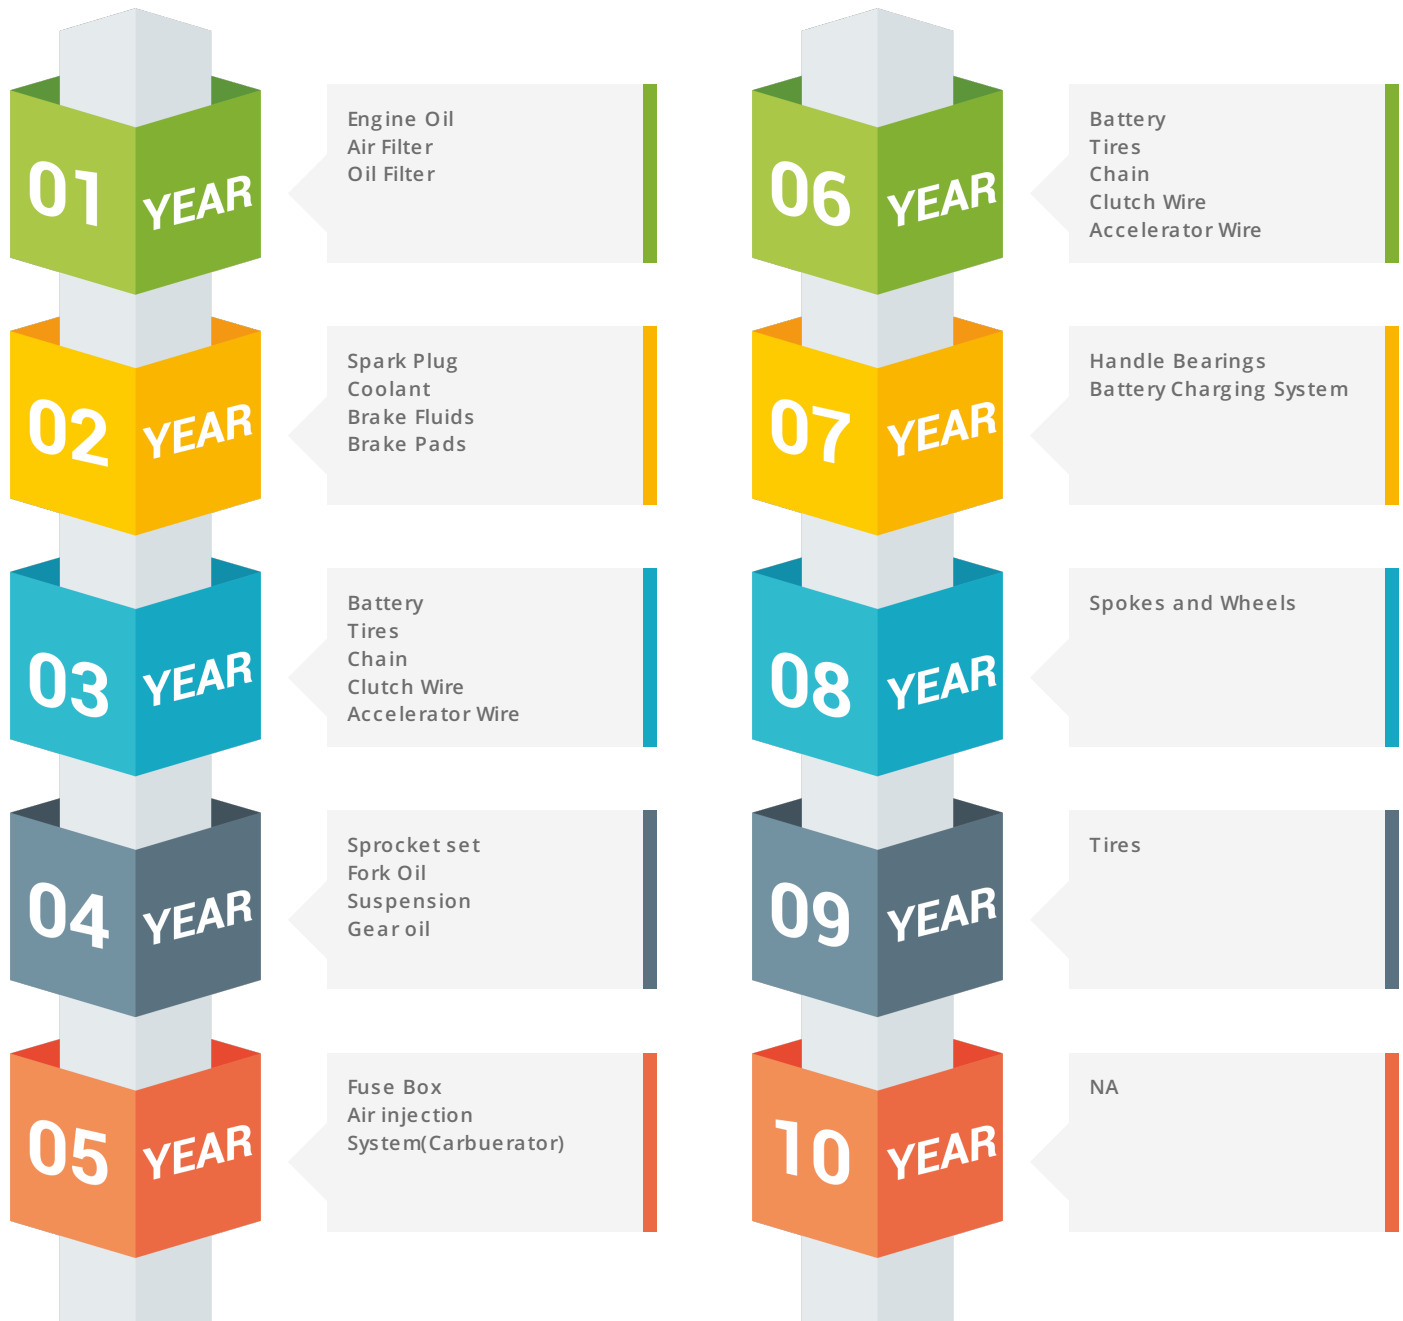 01 YEAR
Engine Oil
Air Filter
Oil Filter
02 YEAR
Spark Plug
Coolant
Brake Fluids
Brake Pads
03 YEAR
Battery
Tires
Chain
Clutch Wire
Accelerator Wire
04 YEAR
Sprocket set
Fork Oil
Suspension
Gear oil
05 YEAR
Fuse Box
Air injection
System(Carbuerator)
06 YEAR
Battery
Tires
Chain
Clutch Wire
Accelerator Wire
07 YEAR
Handle Bearings
Battery Charging System
08 YEAR
Spokes and Wheels
09 YEAR
Tires
10 YEAR
NA